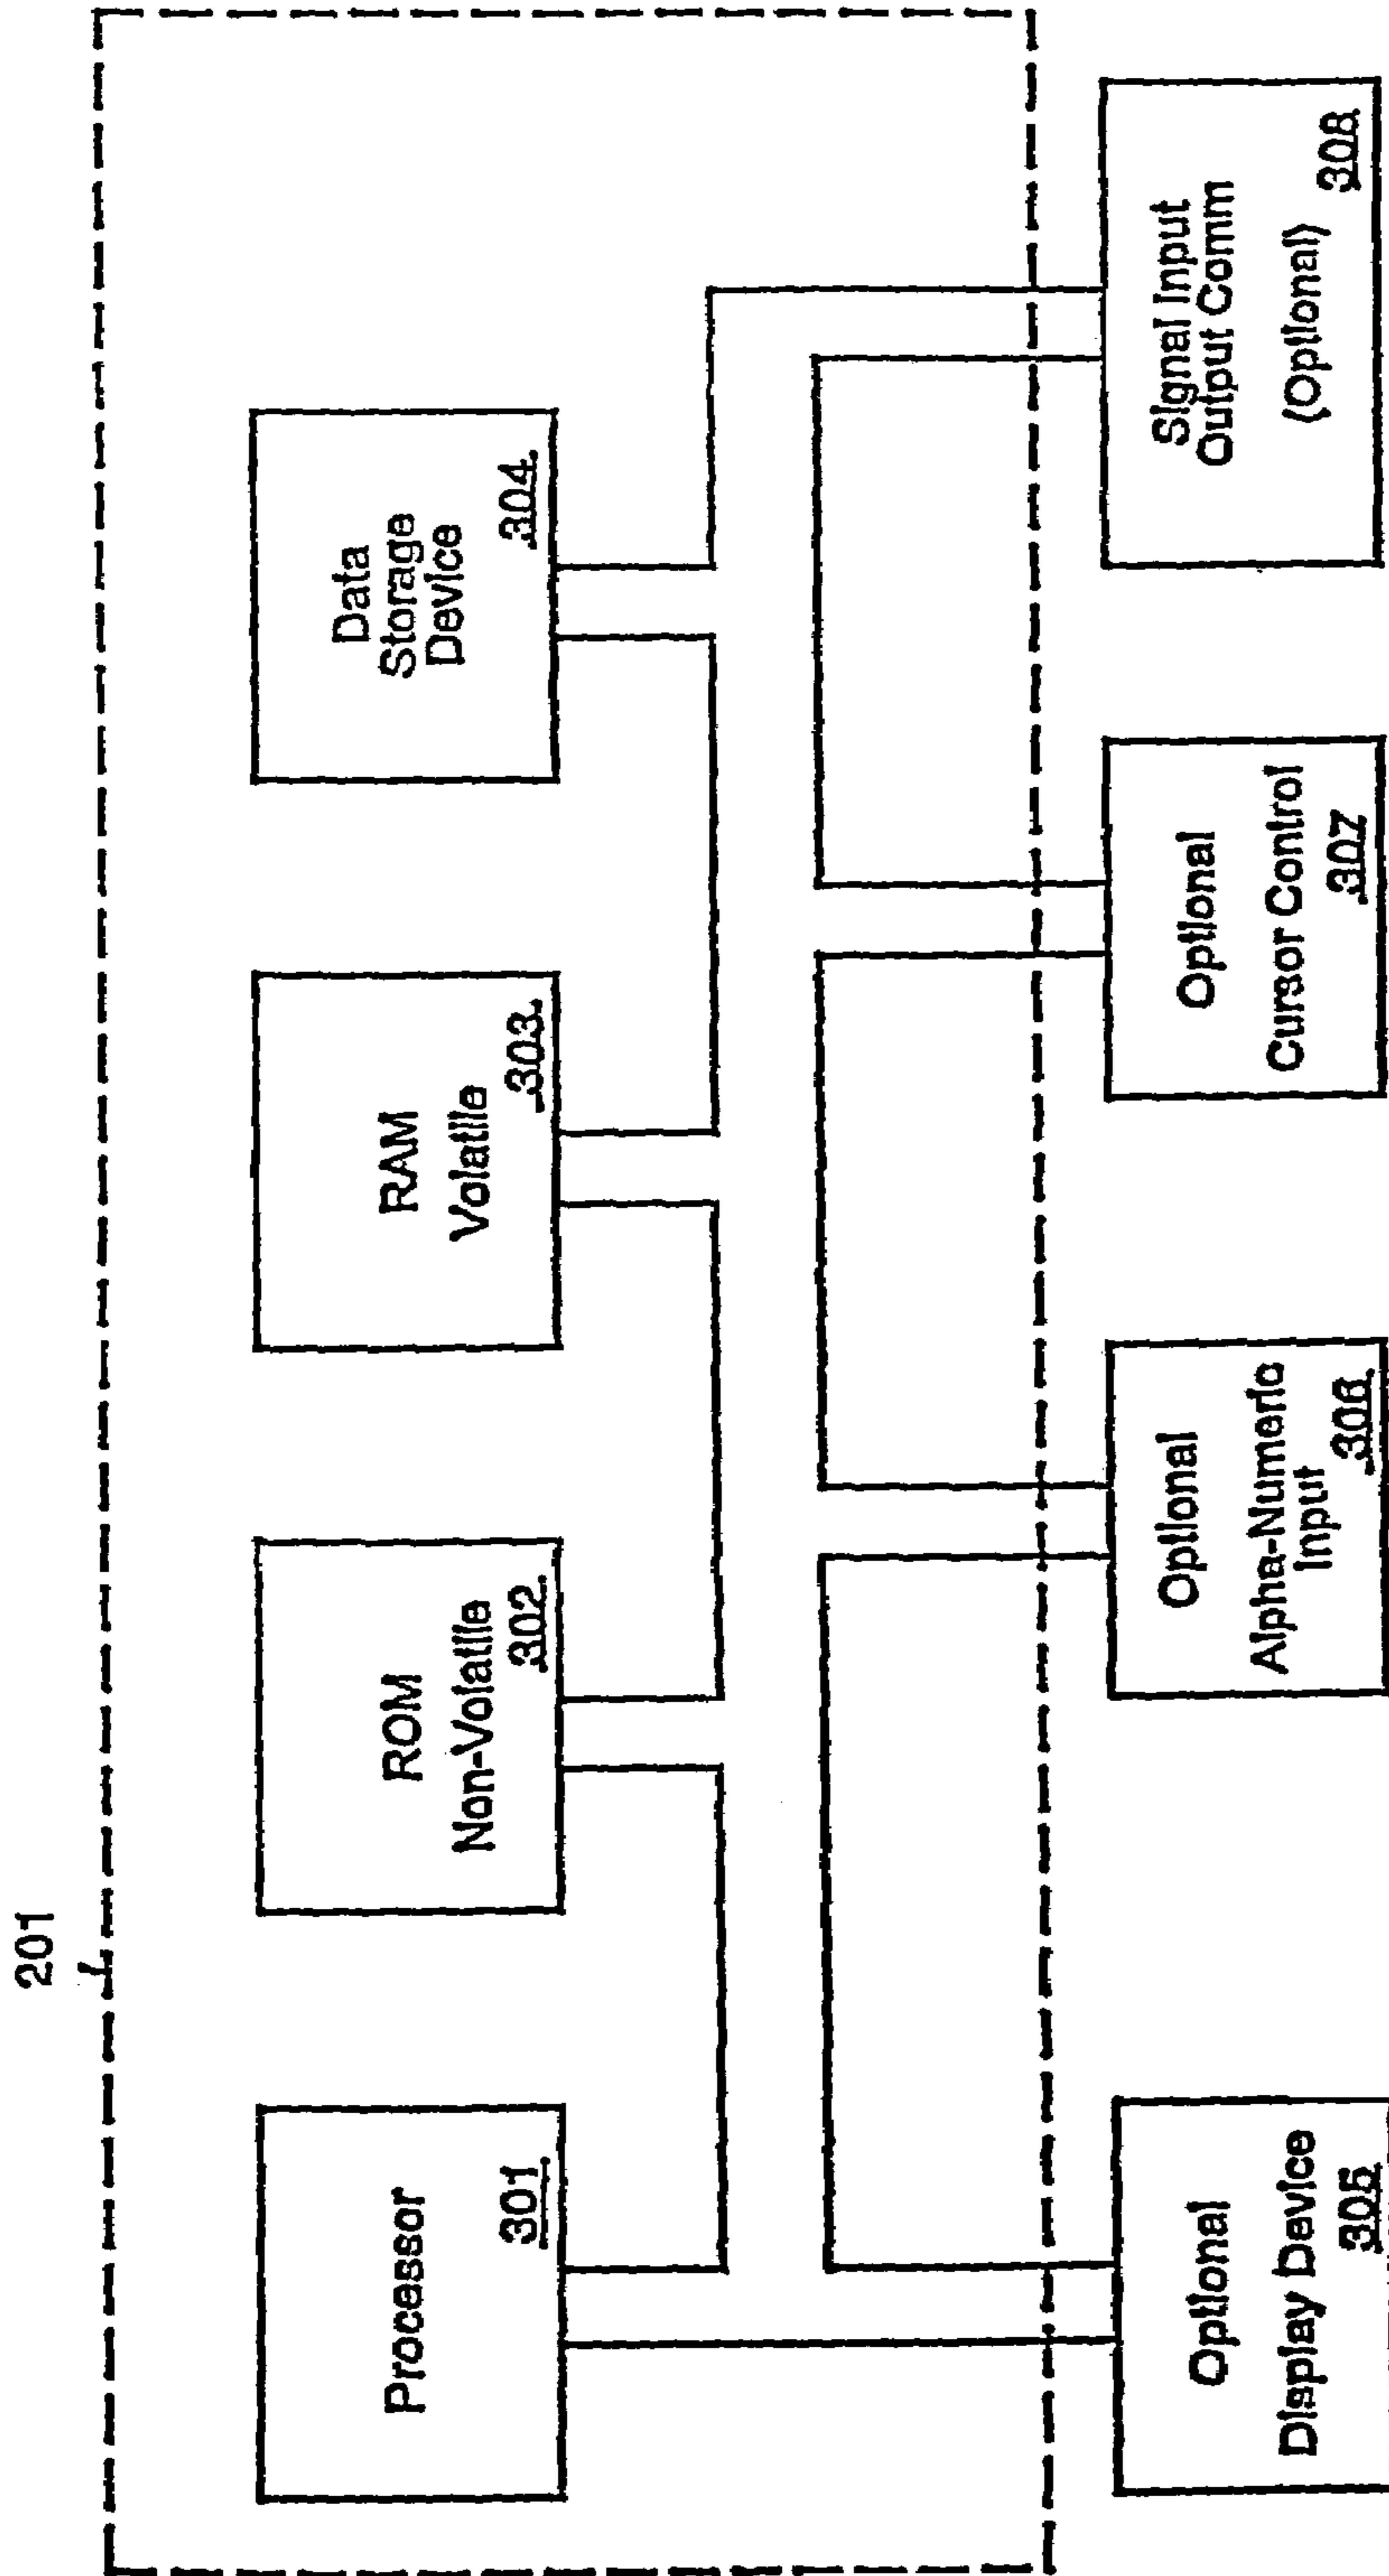 201
Processor
301
ROM
Non-Volatile
302
RAM
Volatile
303
Data
Storage
Device
304
Optional
Display Device
305
Optional
Alpha-Numeric
Input
306
Optional
Cursor Control
307
Signal Input
Output Comm
(Optional)
308